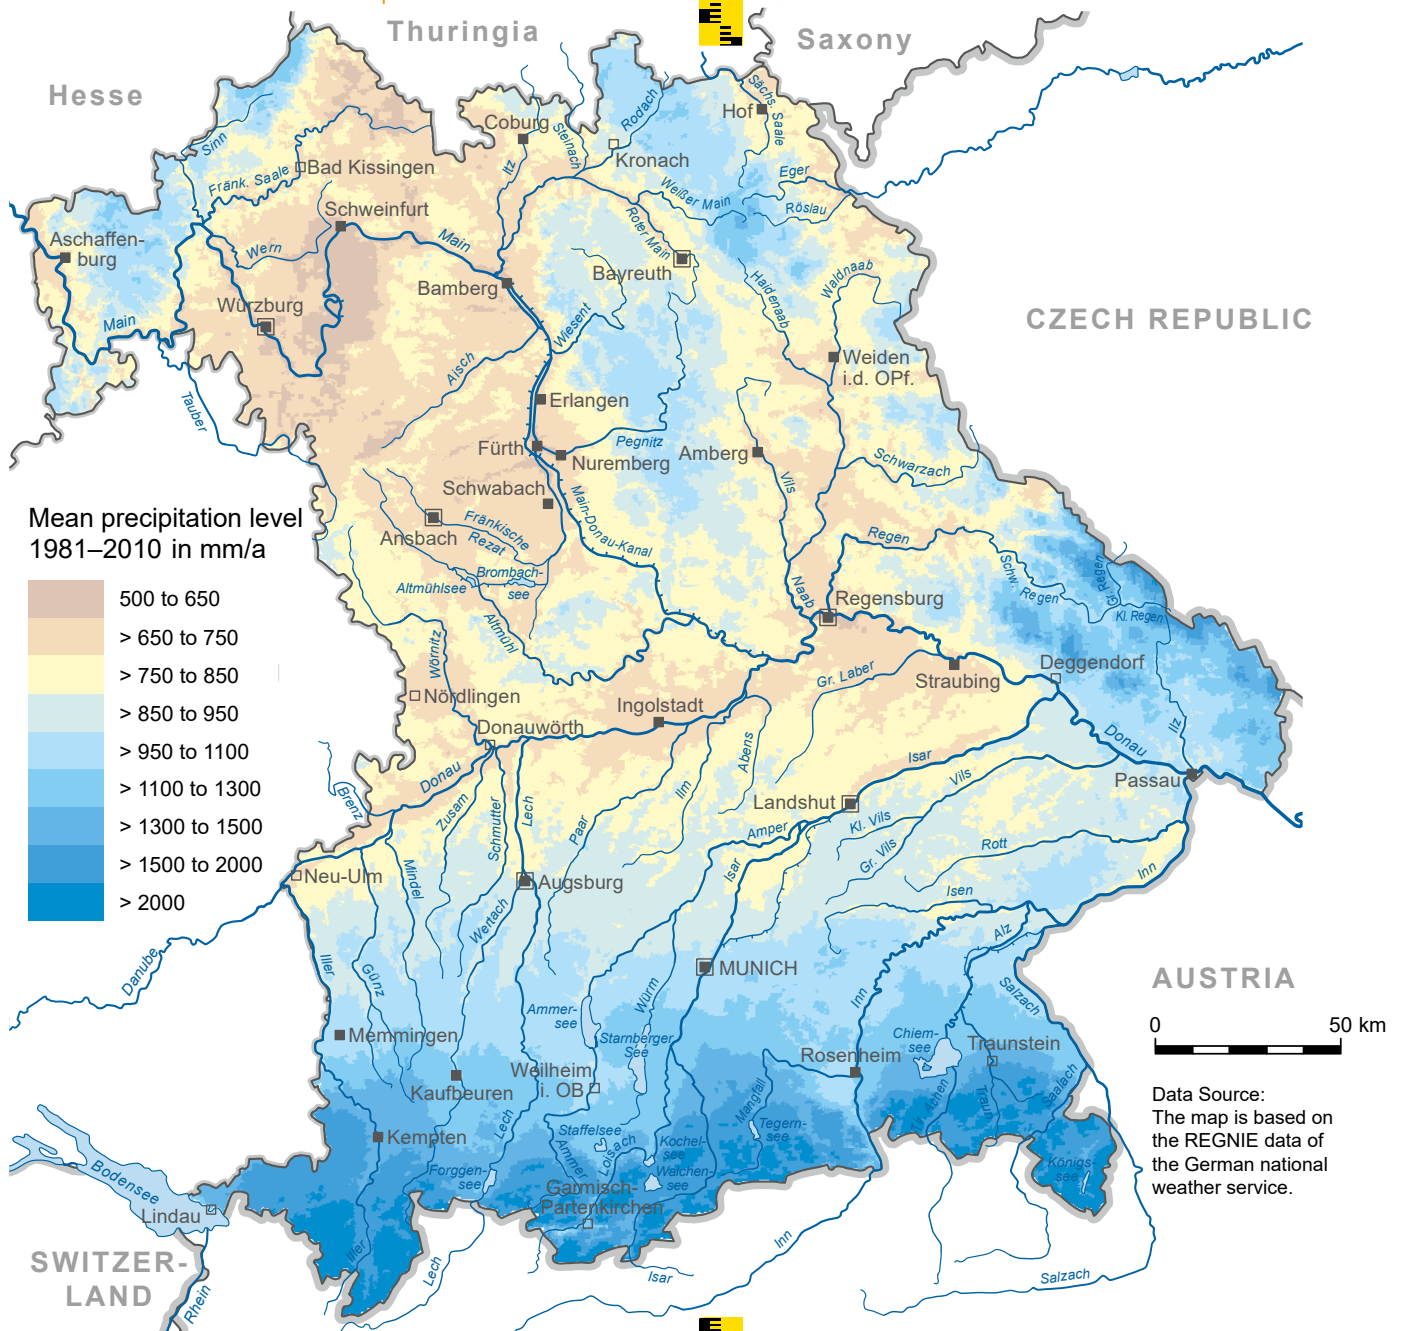 Thuringia
Saxony
Hesse
Hof
Sächs. Saale
Coburg
Steinach
Rodach
Kronach
Sinn
Itz
Bad Kissingen
Fränk. Saale
Eger
Weißer Main
Röslau
Schweinfurt
Roter Main
Aschaffen-
burg
Wern
Main
Bayreuth
Haidenaab
Waldnaab
Bamberg
Würzburg
Wiesent
CZECH REPUBLIC
Main
Aisch
Weiden
i.d. OPf.
Tauber
Erlangen
Fürth
Pegnitz
Amberg
Nuremberg
Schwarzach
Schwabach
Vils
Mean precipitation level
1981–2010 in mm/a
Ansbach
Fränkische
Rezat
Main-Donau-Kanal
Regen
Schw.
Regen
Gr. Regen
Kl. Regen
Altmühlsee
Brombach-
see
Naab
Regensburg
500 to 650
> 650 to 750
> 750 to 850
> 850 to 950
> 950 to 1100
> 1100 to 1300
> 1300 to 1500
> 1500 to 2000
> 2000
Altmühl
Wörnitz
Deggendorf
Gr. Laber
Straubing
Nördlingen
Ingolstadt
Donauwörth
Ilz
Donau
Abens
Isar
Vils
Passau
Donau
Brenz
Ilm
Zusam
Schmutter
Lech
Paar
Landshut
Amper
Kl. Vils
Gr. Vils
Rott
Isar
Inn
Neu-Ulm
Mindel
Augsburg
Isen
Wertach
Alz
Danube
Iller
Günz
MUNICH
AUSTRIA
Würm
Inn
Salzach
Ammer-
see
Starnberger
See
Memmingen
Chiem-
see
Traunstein
0
50 km
Rosenheim
Weilheim
i. OB
Kaufbeuren
Mangfall
Tir. Achen
Traun
Saalach
Data Source:
The map is based on
the REGNIE data of
the German national
weather service.
Kempten
Lech
Staffelsee
Ammer
Loisach
Kochel-
see
Walchen-
see
Tegern-
see
Forggen-
see
Königs-
see
Bodensee
Lindau
Garmisch-
Partenkirchen
Iller
Lech
Isar
Inn
Salzach
SWITZER-
LAND
Rhein